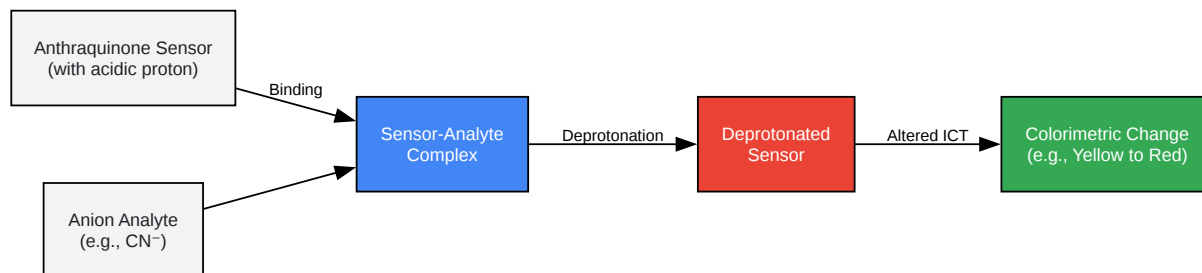 Anthraquinone Sensor
(with acidic proton)
Binding
Anion Analyte
(e.g., CN⁻)
Sensor-Analyte
Complex
Deprotonation
Deprotonated
Sensor
Altered ICT
Colorimetric Change
(e.g., Yellow to Red)